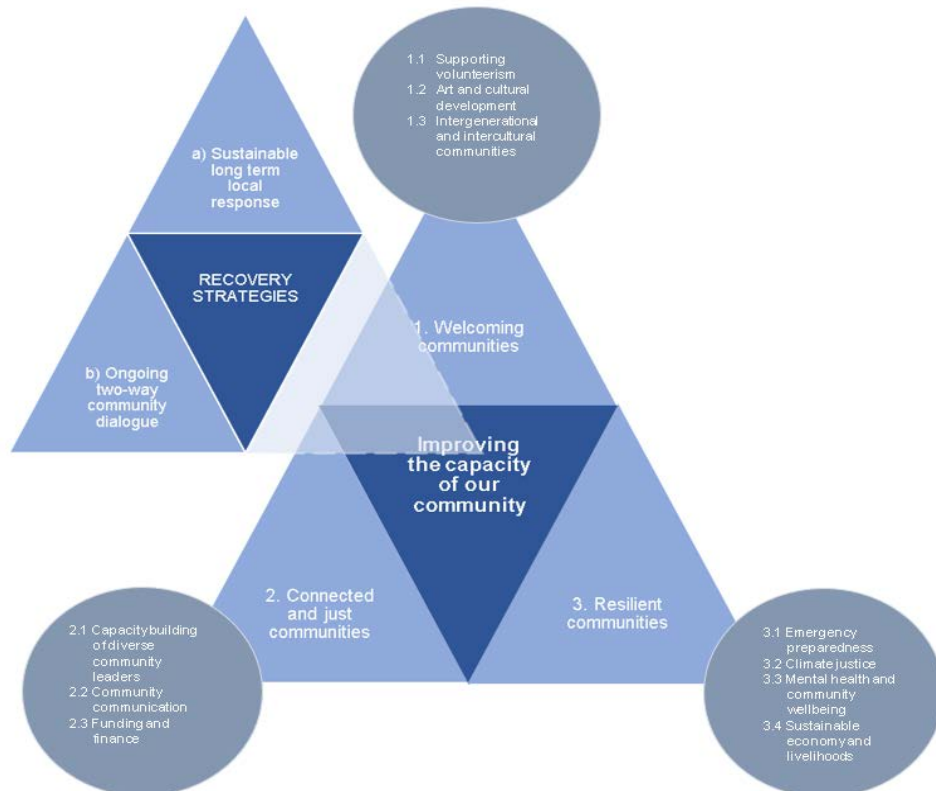 1.1 Supporting
volunteerism
1.2 Art and cultural
development
1.3 Intergenerational
and intercultural
communities
a) Sustainable
long term
local
response
RECOVERY
STRATEGIES
b) Ongoing
two-way
community
dialogue
1. Welcoming
communities
Improving
the capacity
of our
community
2. Connected
and just
communities
3. Resilient
communities
2.1 Capacity building
of diverse
community
leaders
2.2 Community
communication
2.3 Funding and
finance
3.1 Emergency
preparedness
3.2 Climate justice
3.3 Mental health and
community
wellbeing
3.4 Sustainable
economy and
livelihoods